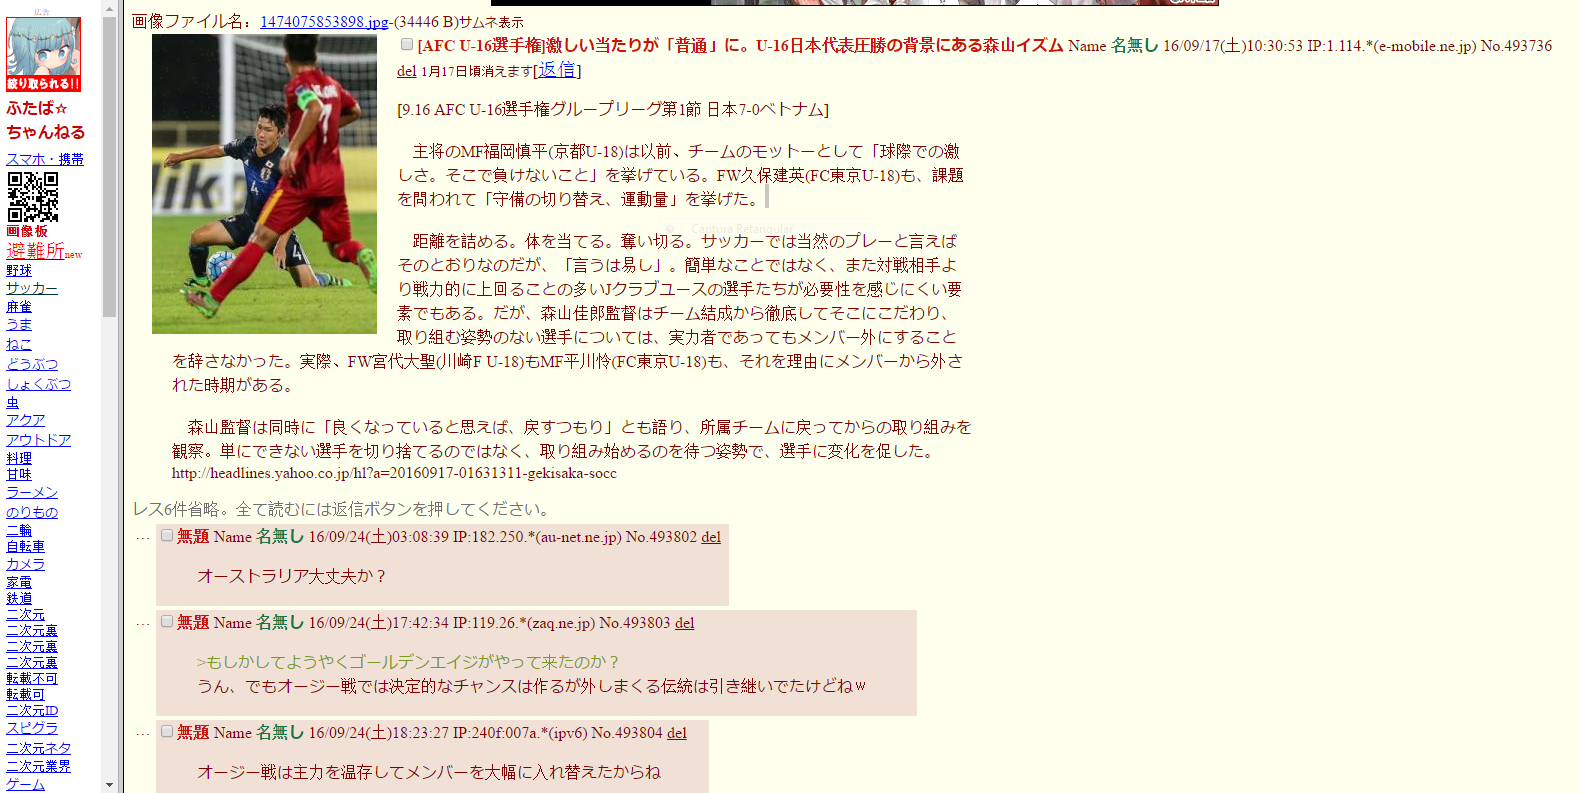 広告
絞り取られる!!
ふたば☆
ちゃんねる
スマホ・携帯
画像板
避難所new
野球
サッカー
麻雀
うま
ねこ
どうぶつ
しょくぶつ
虫
アクア
アウトドア
料理
甘味
ラーメン
のりもの
二輪
自転車
カメラ
家電
鉄道
二次元
二次元裏
二次元裏
二次元裏
転載不可
転載可
二次元ID
スピグラ
二次元ネタ
二次元業界
ゲーム
画像ファイル名：1474075853898.jpg-(34446 B)サムネ表示
[AFC U-16選手権]激しい当たりが「普通」に。U-16日本代表圧勝の背景にある森山イズム Name 名無し 16/09/17(土)10:30:53 IP:1.114.*(e-mobile.ne.jp) No.493736
del 1月17日頃消えます[返信]
[9.16 AFC U-16選手権グループリーグ第1節 日本7-0ベトナム]
　主将のMF福岡慎平(京都U-18)は以前、チームのモットーとして「球際での激
しさ。そこで負けないこと」を挙げている。FW久保建英(FC東京U-18)も、課題
を問われて「守備の切り替え、運動量」を挙げた。
Captura Retangular
　距離を詰める。体を当てる。奪い切る。サッカーでは当然のプレーと言えば
そのとおりなのだが、「言うは易し」。簡単なことではなく、また対戦相手よ
り戦力的に上回ることの多いJクラブユースの選手たちが必要性を感じにくい要
素でもある。だが、森山佳郎監督はチーム結成から徹底してそこにこだわり、
取り組む姿勢のない選手については、実力者であってもメンバー外にすること
を辞さなかった。実際、FW宮代大聖(川崎F U-18)もMF平川怜(FC東京U-18)も、それを理由にメンバーから外さ
れた時期がある。
　森山監督は同時に「良くなっていると思えば、戻すつもり」とも語り、所属チームに戻ってからの取り組みを
観察。単にできない選手を切り捨てるのではなく、取り組み始めるのを待つ姿勢で、選手に変化を促した。
http://headlines.yahoo.co.jp/hl?a=20160917-01631311-gekisaka-socc
レス6件省略。全て読むには返信ボタンを押してください。
… 無題 Name 名無し 16/09/24(土)03:08:39 IP:182.250.*(au-net.ne.jp) No.493802 del
オーストラリア大丈夫か？
… 無題 Name 名無し 16/09/24(土)17:42:34 IP:119.26.*(zaq.ne.jp) No.493803 del
>もしかしてようやくゴールデンエイジがやって来たのか？
うん、でもオージー戦では決定的なチャンスは作るが外しまくる伝統は引き継いでたけどねｗ
… 無題 Name 名無し 16/09/24(土)18:23:27 IP:240f:007a.*(ipv6) No.493804 del
オージー戦は主力を温存してメンバーを大幅に入れ替えたからね